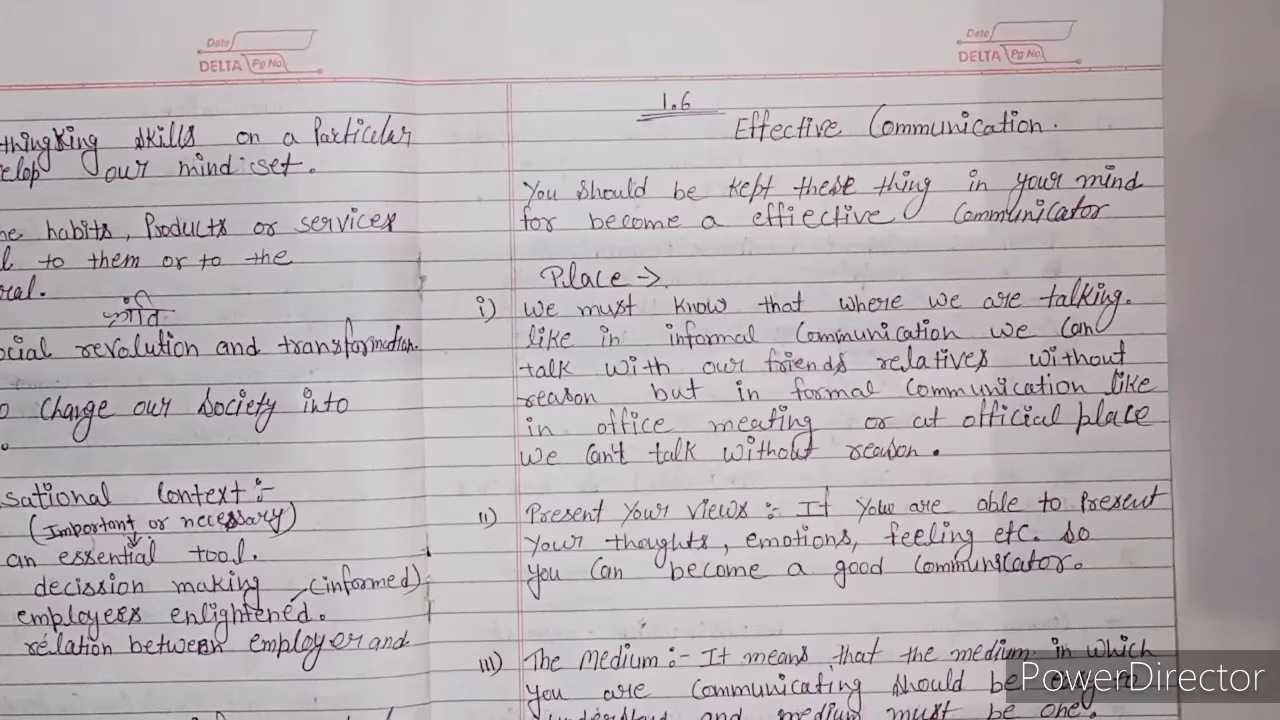 Date
DELTA Pg No.
thingking skills on a Particular
elop our mindset.
he habits, Products or services
l to them or to the
ocal.
क्रांति
ocial revolution and transformation.
o Change our Society into
sational Context :-
(Important or necessary)
an essential tool.
decission making (informed)
employees enlightened.
relation between employer and
Date
DELTA Pg No.
1.6
Effective Communication.
You should be kept these thing in your mind
for become a effiective Communicator
Place →
i) We must know that where we are talking.
like in informal Communication we can
talk with our friends relatives without
reason but in formal Communication like
in office meating or at official place
we can't talk without reason.
ii) Present Your views :- If you are able to Present
Your thoughts, emotions, feeling etc. so
you can become a good Communicator.
iii) The Medium :- It means that the medium in which
you are Communicating should be
and medium must be one.
PowerDirector